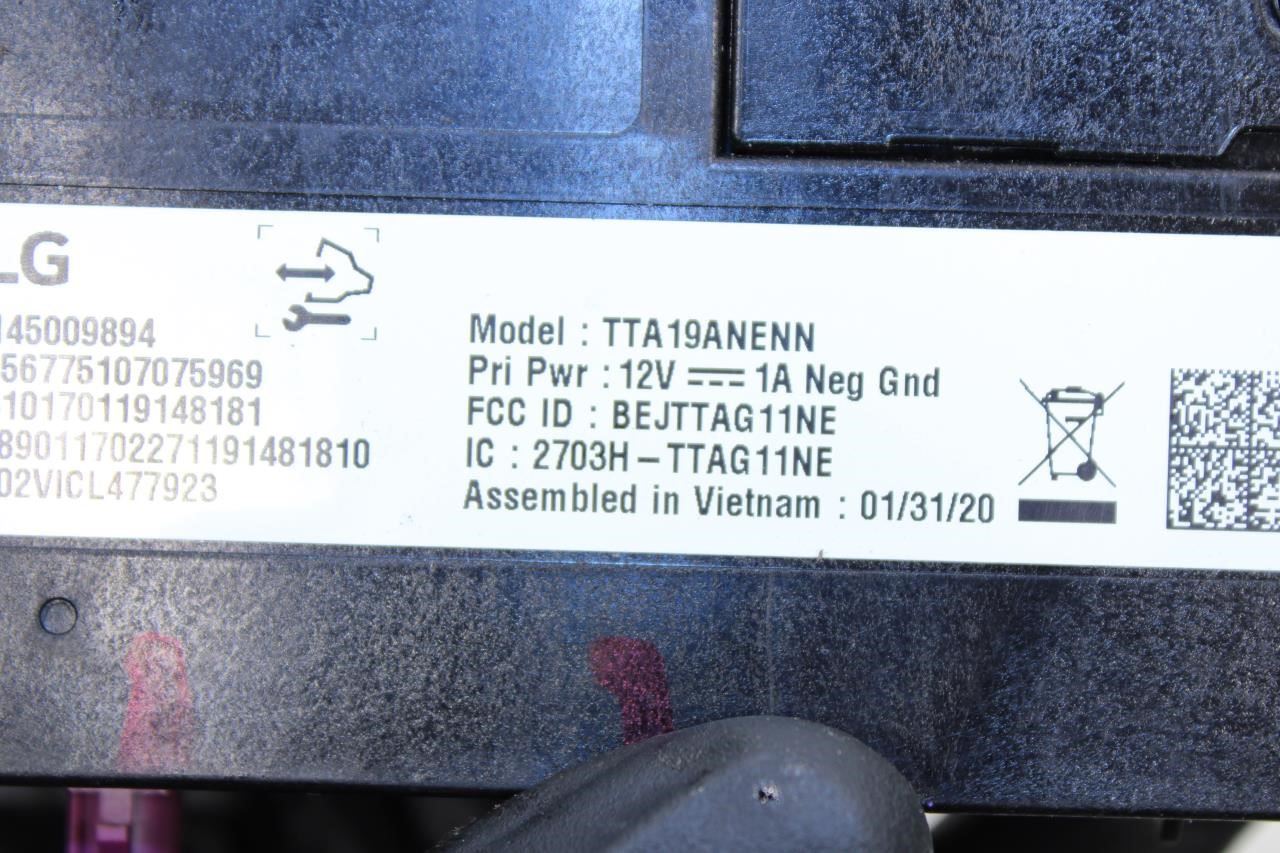 LG
145009894
56775107075969
10170119148181
89011702271191481810
02VICL477923
Model : TTA19ANENN
Pri Pwr : 12V ⎓ 1A Neg Gnd
FCC ID : BEJTTAG11NE
IC : 2703H-TTAG11NE
Assembled in Vietnam : 01/31/20